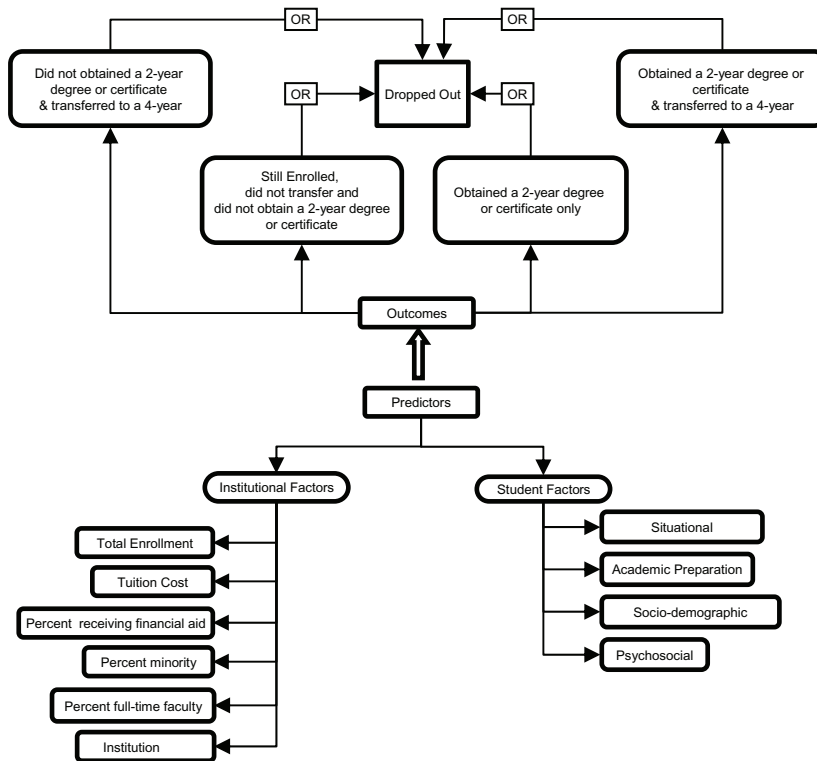 OR
OR
Did not obtained a 2-year
degree or certificate
& transferred to a 4-year
OR
Dropped Out
OR
Obtained a 2-year degree or
certificate
& transferred to a 4-year
Still Enrolled,
did not transfer and
did not obtain a 2-year degree
or certificate
Obtained a 2-year degree
or certificate only
Outcomes
Predictors
Institutional Factors
Student Factors
Total Enrollment
Tuition Cost
Percent receiving financial aid
Percent minority
Percent full-time faculty
Institution
Situational
Academic Preparation
Socio-demographic
Psychosocial